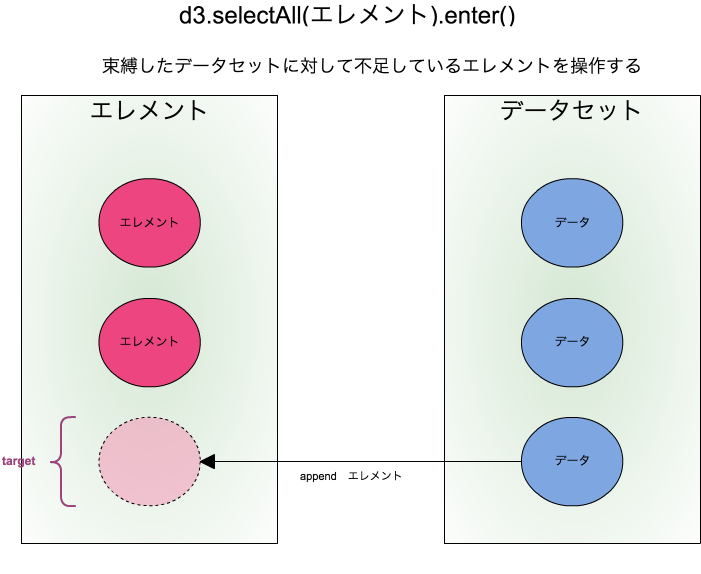 d3.selectAll(エレメント).enter()
束縛したデータセットに対して不足しているエレメントを操作する
エレメント
データセット
エレメント
データ
エレメント
データ
target
データ
append　エレメント